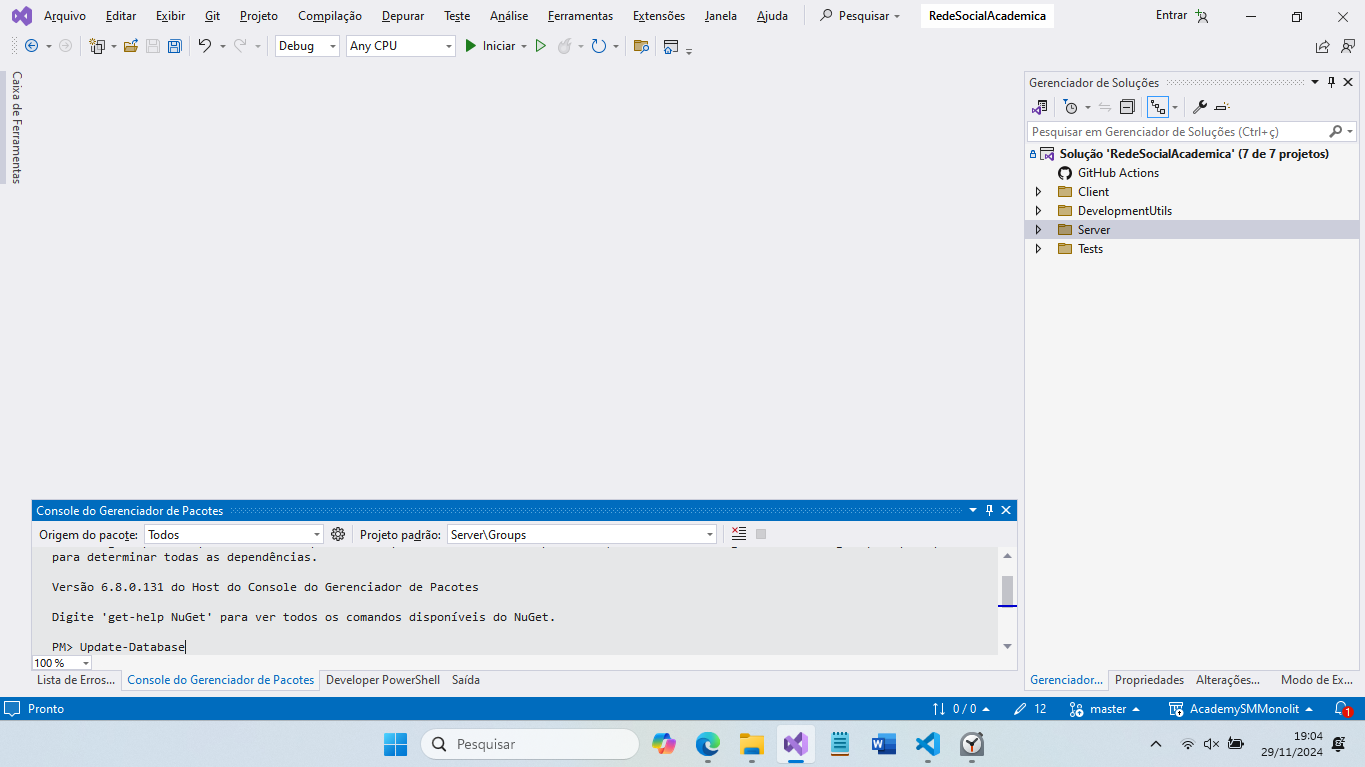 Arquivo Editar Exibir Git Projeto Compilação Depurar Teste Análise Ferramentas Extensões Janela Ajuda Pesquisar RedeSocialAcademica Entrar
Debug Any CPU Iniciar
Caixa de Ferramentas
Gerenciador de Soluções
Pesquisar em Gerenciador de Soluções (Ctrl+ç)
Solução 'RedeSocialAcademica' (7 de 7 projetos)
GitHub Actions
Client
DevelopmentUtils
Server
Tests
Console do Gerenciador de Pacotes
Origem do pacote: Todos Projeto padrão: Server\Groups
para determinar todas as dependências.
Versão 6.8.0.131 do Host do Console do Gerenciador de Pacotes
Digite 'get-help NuGet' para ver todos os comandos disponíveis do NuGet.
PM> Update-Database
100 %
Lista de Erros... Console do Gerenciador de Pacotes Developer PowerShell Saída
Gerenciador... Propriedades Alterações... Modo de Ex...
Pronto 0 / 0 12 master AcademySMMonolit 1
Pesquisar
19:04
29/11/2024